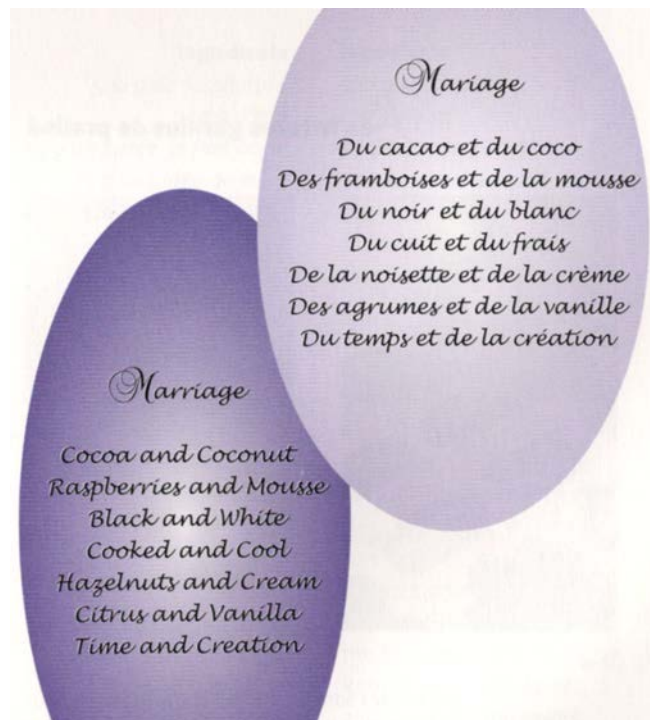 Mariage
Du cacao et du coco
Des framboises et de la mousse
Du noir et du blanc
Du cuit et du frais
De la noisette et de la crème
Des agrumes et de la vanille
Du temps et de la création
Marriage
Cocoa and Coconut
Raspberries and Mousse
Black and White
Cooked and Cool
Hazelnuts and Cream
Citrus and Vanilla
Time and Creation